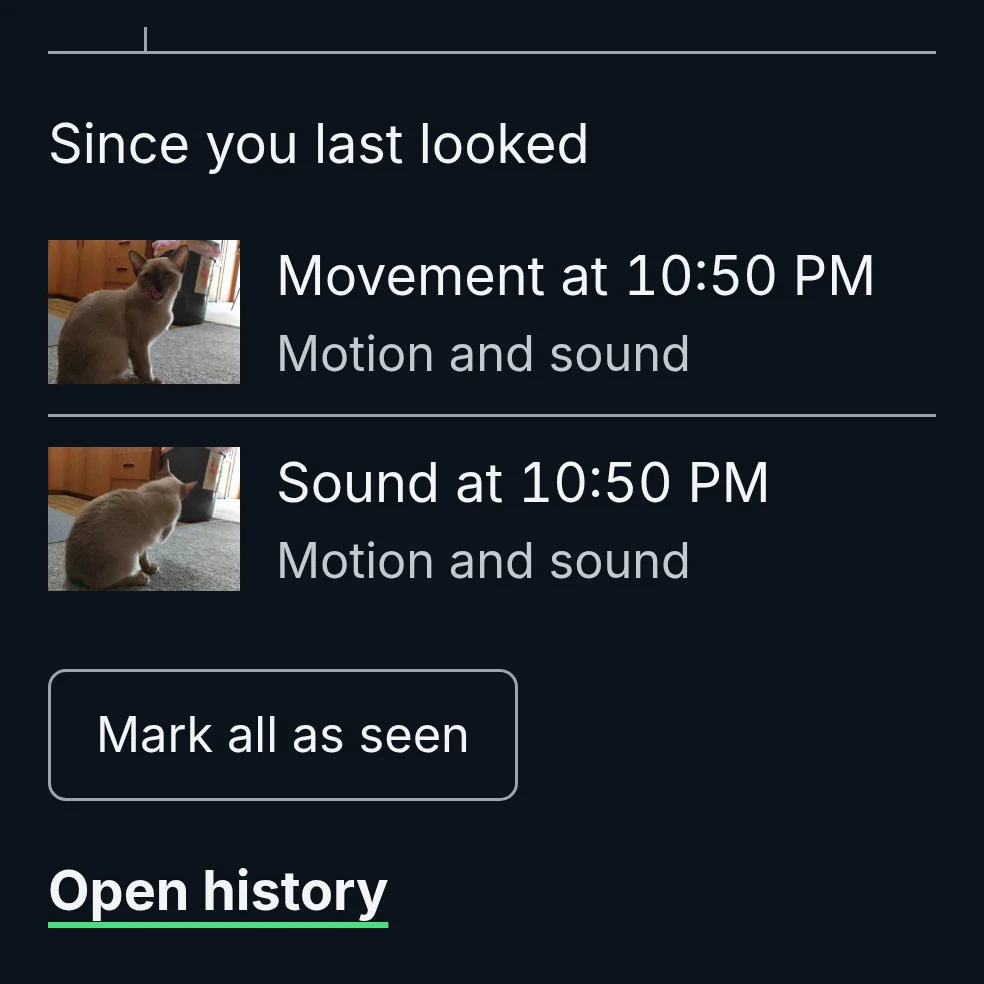 Since you last looked
Movement at 10:50 PM
Motion and sound
Sound at 10:50 PM
Motion and sound
Mark all as seen
Open history